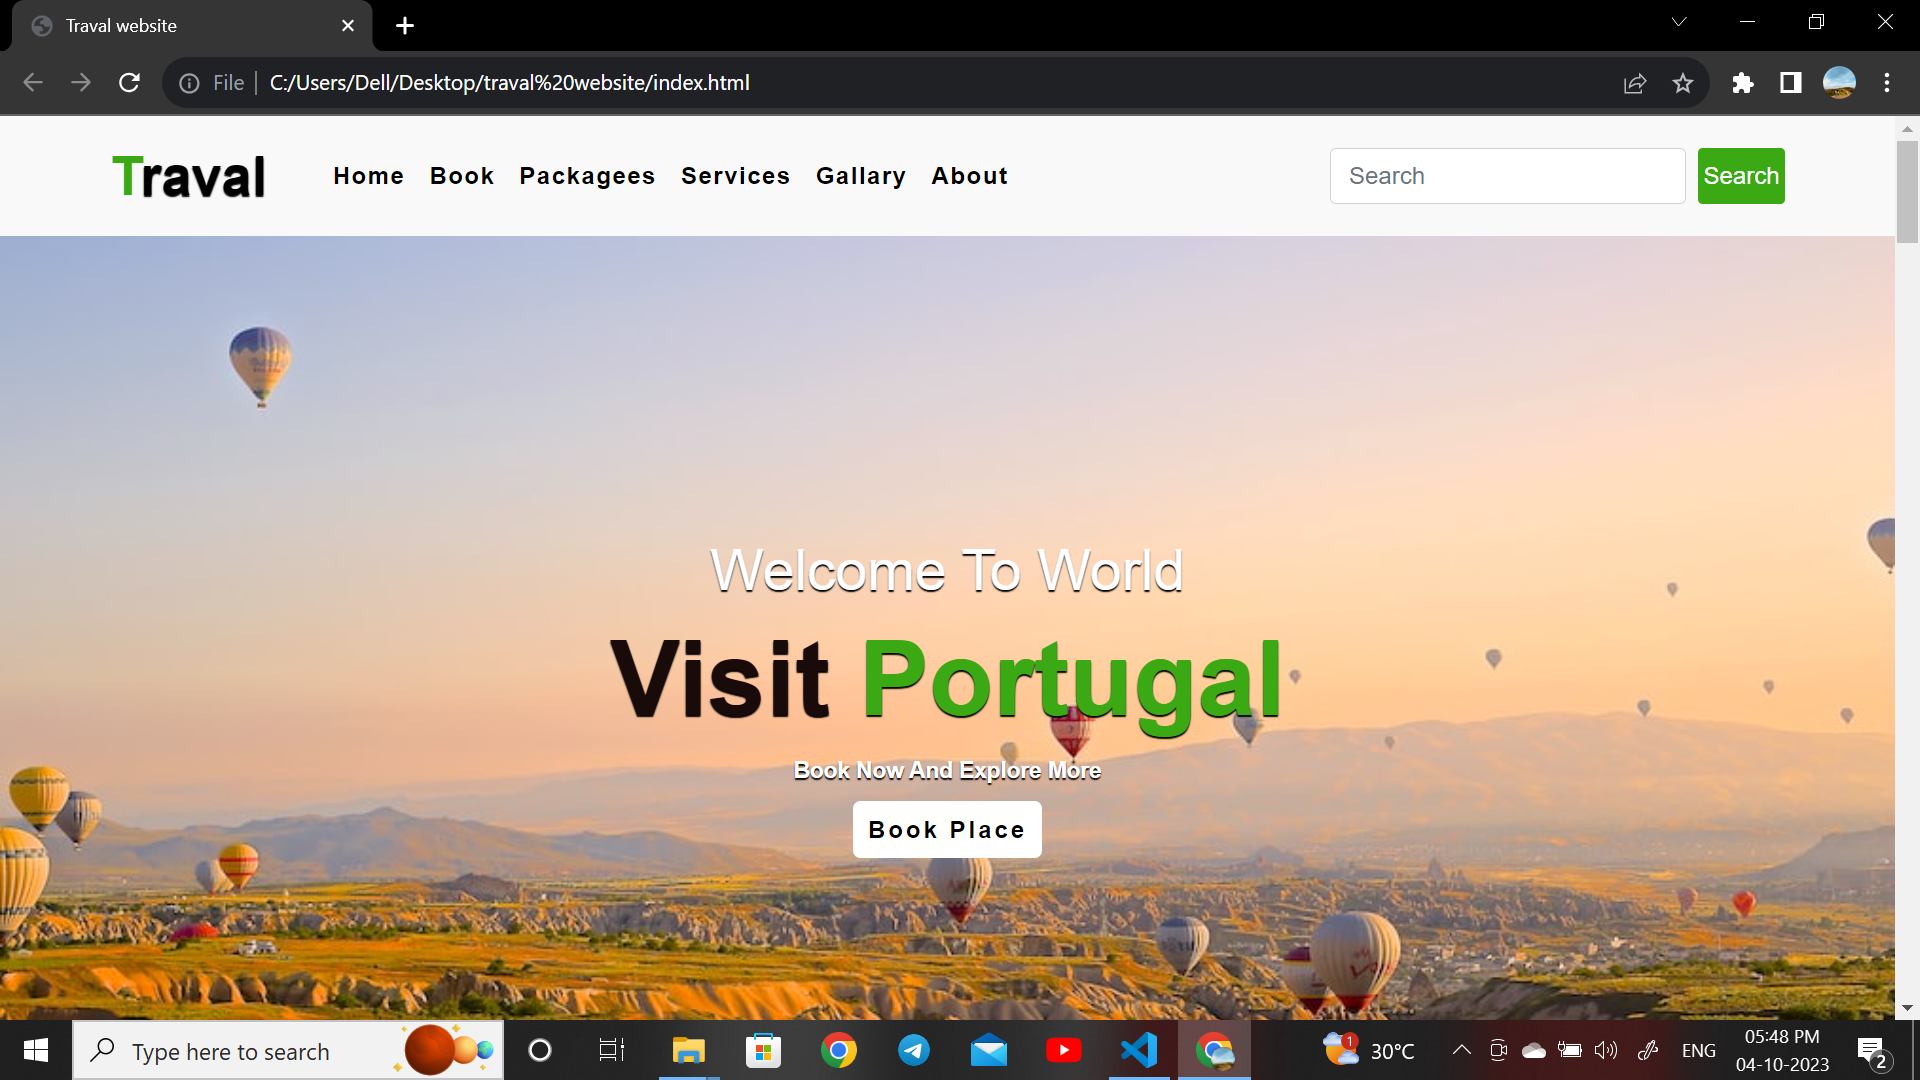 Traval website
File
C:/Users/Dell/Desktop/traval%20website/index.html
Traval
Home Book Packagees Services Gallary About
Search
Search
Welcome To World
Visit Portugal
Book Now And Explore More
Book Place
Type here to search
1
30°C
ENG
05:48 PM
04-10-2023
2